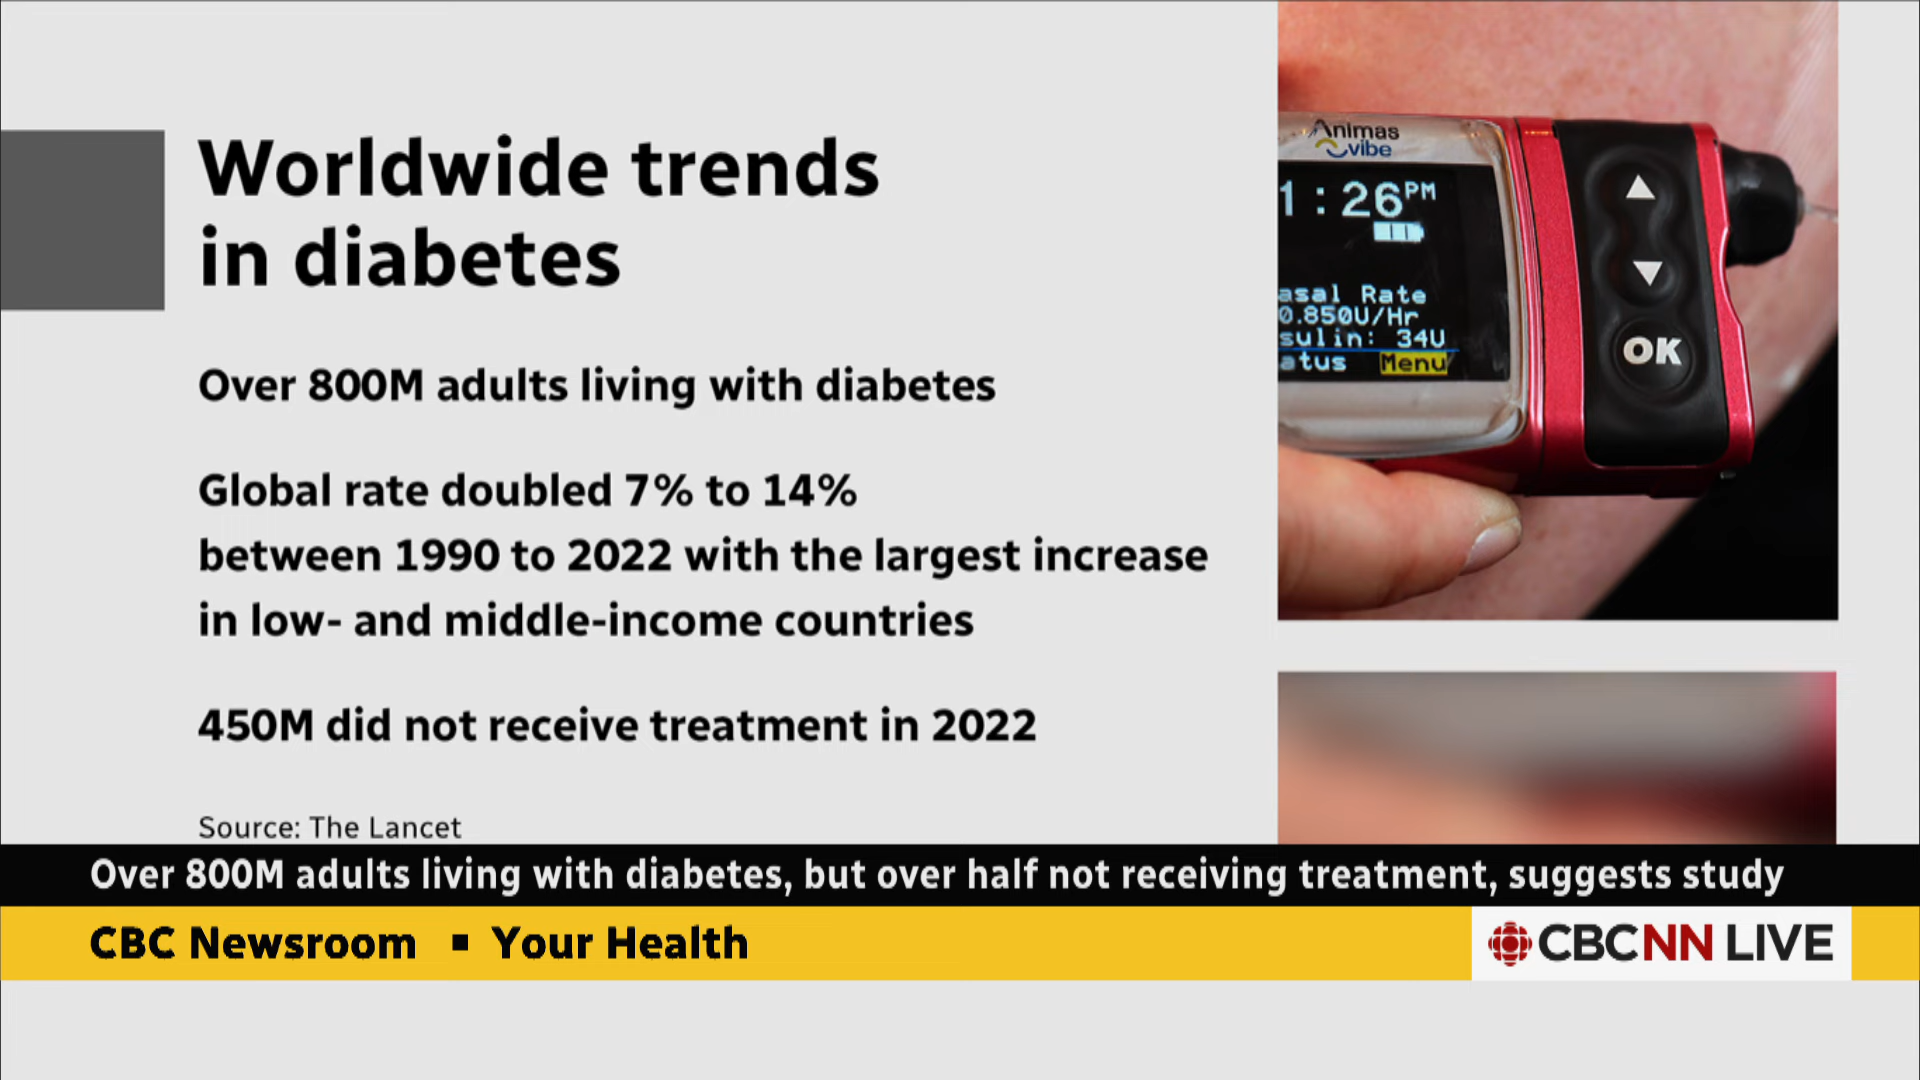 Worldwide trends
in diabetes
Over 800M adults living with diabetes
Global rate doubled 7% to 14%
between 1990 to 2022 with the largest increase
in low- and middle-income countries
450M did not receive treatment in 2022
Source: The Lancet
Animas
vibe
1:26PM
asal Rate
0.850U/Hr
sulin: 34U
atus Menu
OK
Over 800M adults living with diabetes, but over half not receiving treatment, suggests study
CBC Newsroom ▪ Your Health
CBCNN LIVE